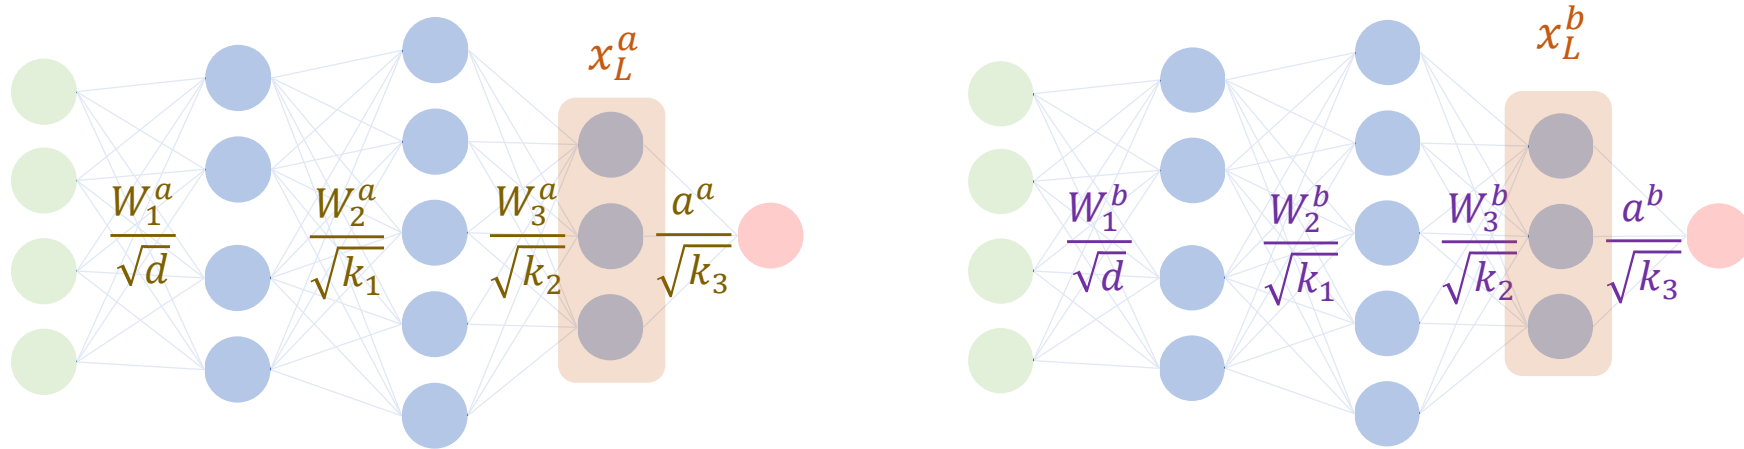 x_L^a
W_1^a/√d
W_2^a/√k_1
W_3^a/√k_2
a^a/√k_3
x_L^b
W_1^b/√d
W_2^b/√k_1
W_3^b/√k_2
a^b/√k_3